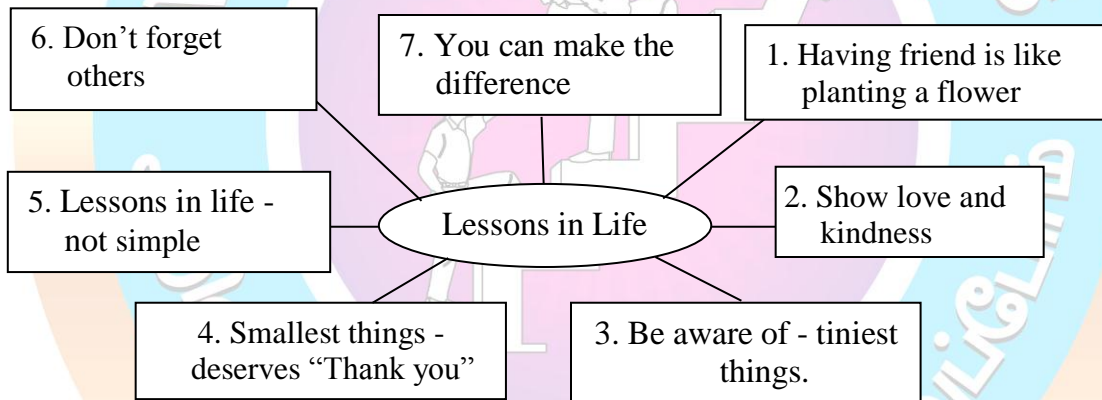 6. Don’t forget
others
7. You can make the
difference
1. Having friend is like
planting a flower
5. Lessons in life -
not simple
Lessons in Life
2. Show love and
kindness
4. Smallest things -
deserves “Thank you”
3. Be aware of - tiniest
things.